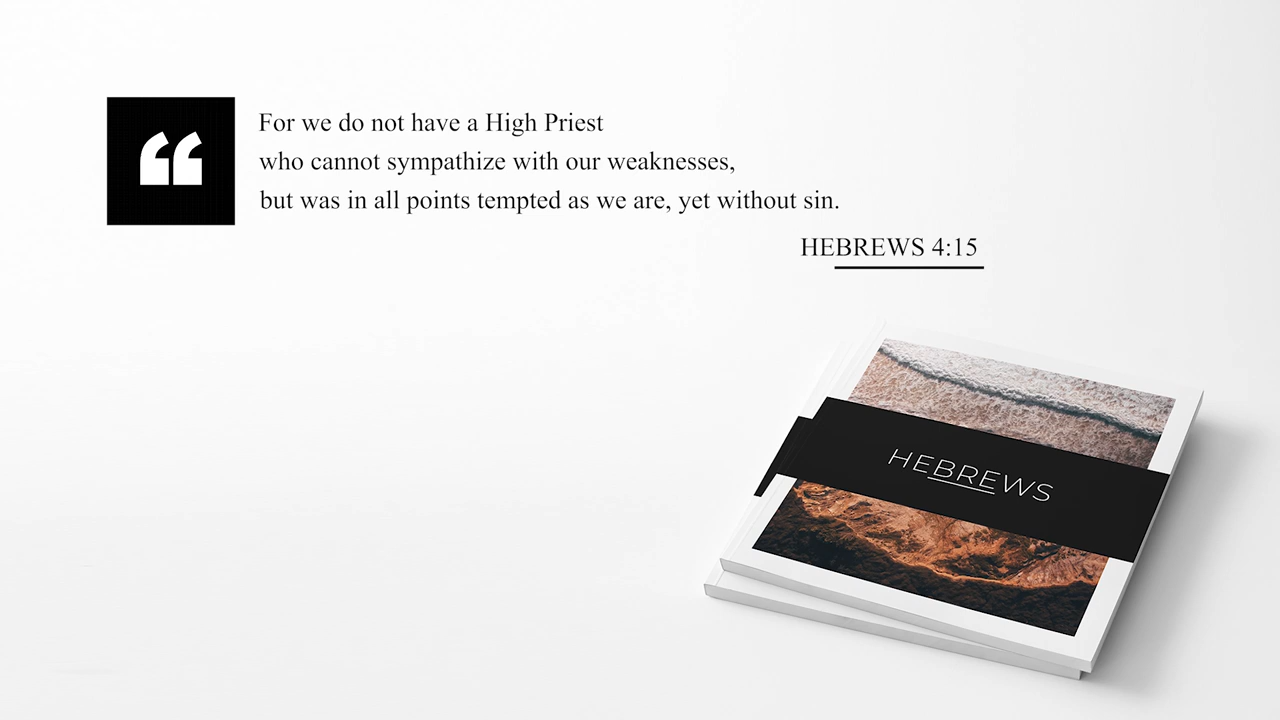 For we do not have a High Priest
who cannot sympathize with our weaknesses,
but was in all points tempted as we are, yet without sin.
HEBREWS 4:15
HEBREWS